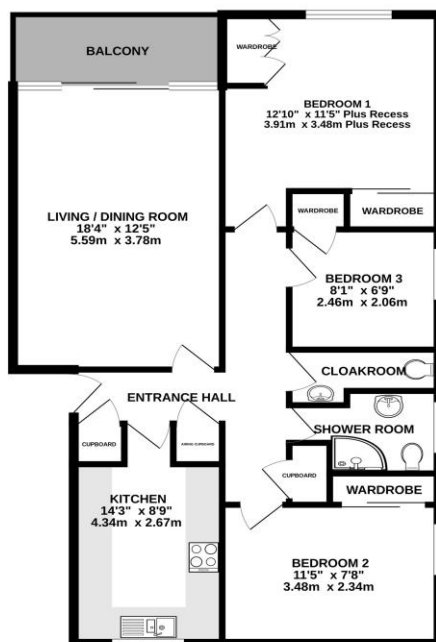 BALCONY
WARDROBE
BEDROOM 1
12'10" x 11'5" Plus Recess
3.91m x 3.48m Plus Recess
LIVING / DINING ROOM
18'4" x 12'5"
5.59m x 3.78m
WARDROBE
WARDROBE
BEDROOM 3
8'1" x 6'9"
2.46m x 2.06m
CLOAKROOM
ENTRANCE HALL
SHOWER ROOM
CUPBOARD
AIRING CUPBOARD
CUPBOARD
WARDROBE
KITCHEN
14'3" x 8'9"
4.34m x 2.67m
BEDROOM 2
11'5" x 7'8"
3.48m x 2.34m